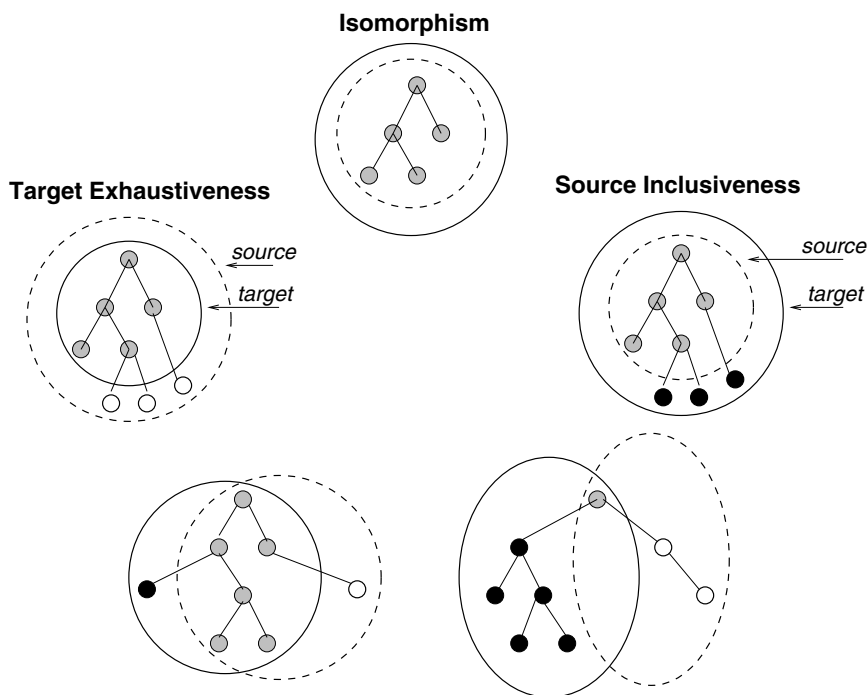 Isomorphism
Target Exhaustiveness
Source Inclusiveness
source
target
source
target